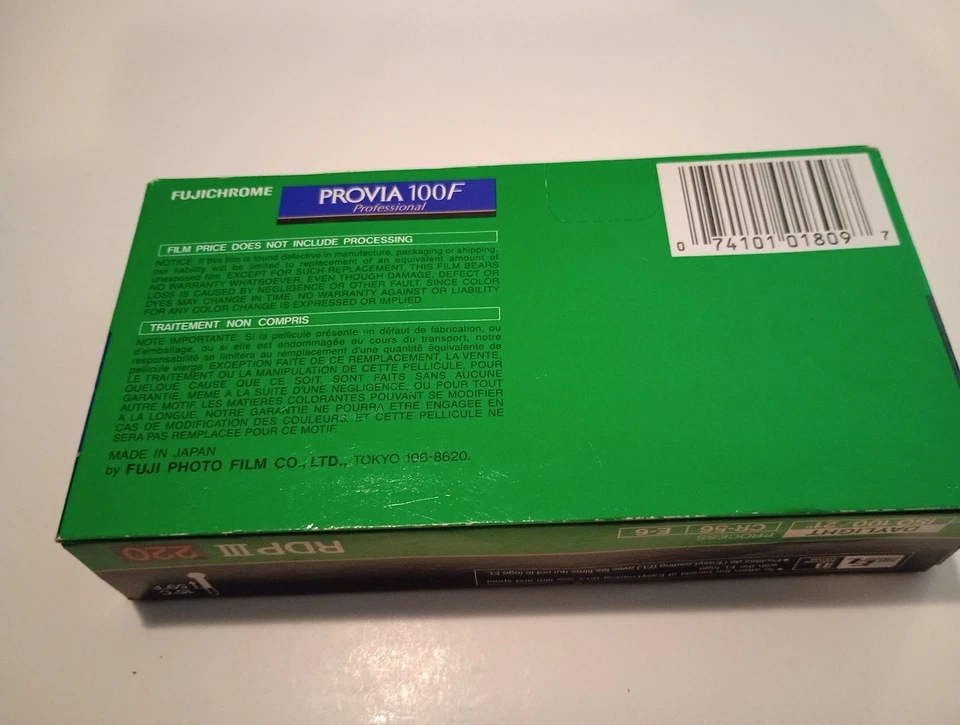 FUJICHROME PROVIA 100F
Professional
0 74101 01809 7
FILM PRICE DOES NOT INCLUDE PROCESSING
NOTICE: If this film is found defective in manufacture, packaging or shipping,
our liability will be limited to replacement of an equivalent amount of
unexposed film. EXCEPT FOR SUCH REPLACEMENT, THIS FILM BEARS
NO WARRANTY WHATSOEVER, EVEN THOUGH DAMAGE, DEFECT OR
LOSS IS CAUSED BY NEGLIGENCE OR OTHER FAULT. SINCE COLOR
DYES MAY CHANGE IN TIME, NO WARRANTY AGAINST OR LIABILITY
FOR ANY COLOR CHANGE IS EXPRESSED OR IMPLIED.
TRAITEMENT NON COMPRIS
NOTE IMPORTANTE: Si la pellicule présente un défaut de fabrication, ou
d'emballage, ou si elle est endommagée au cours du transport, notre
responsabilité se limitera au remplacement d'une quantité équivalente de
pellicule vierge. EXCEPTION FAITE DE CE REMPLACEMENT, LA VENTE,
LE TRAITEMENT OU LA MANIPULATION DE CETTE PELLICULE, POUR
QUELQUE CAUSE QUE CE SOIT, SONT FAITS SANS AUCUNE
GARANTIE, MEME A LA SUITE D'UNE NEGLIGENCE, OU POUR TOUT
AUTRE MOTIF. LES MATIERES COLORANTES POUVANT SE MODIFIER
A LA LONGUE, NOTRE GARANTIE NE POURRA ETRE ENGAGEE EN
CAS DE MODIFICATION DES COULEURS, ET CETTE PELLICULE NE
SERA PAS REMPLACEE POUR CE MOTIF.
MADE IN JAPAN
by FUJI PHOTO FILM CO., LTD., TOKYO 106-8620.
DAYLIGHT
ISO 100/21°
PROCESS CR-56 E-6
RDP III 220